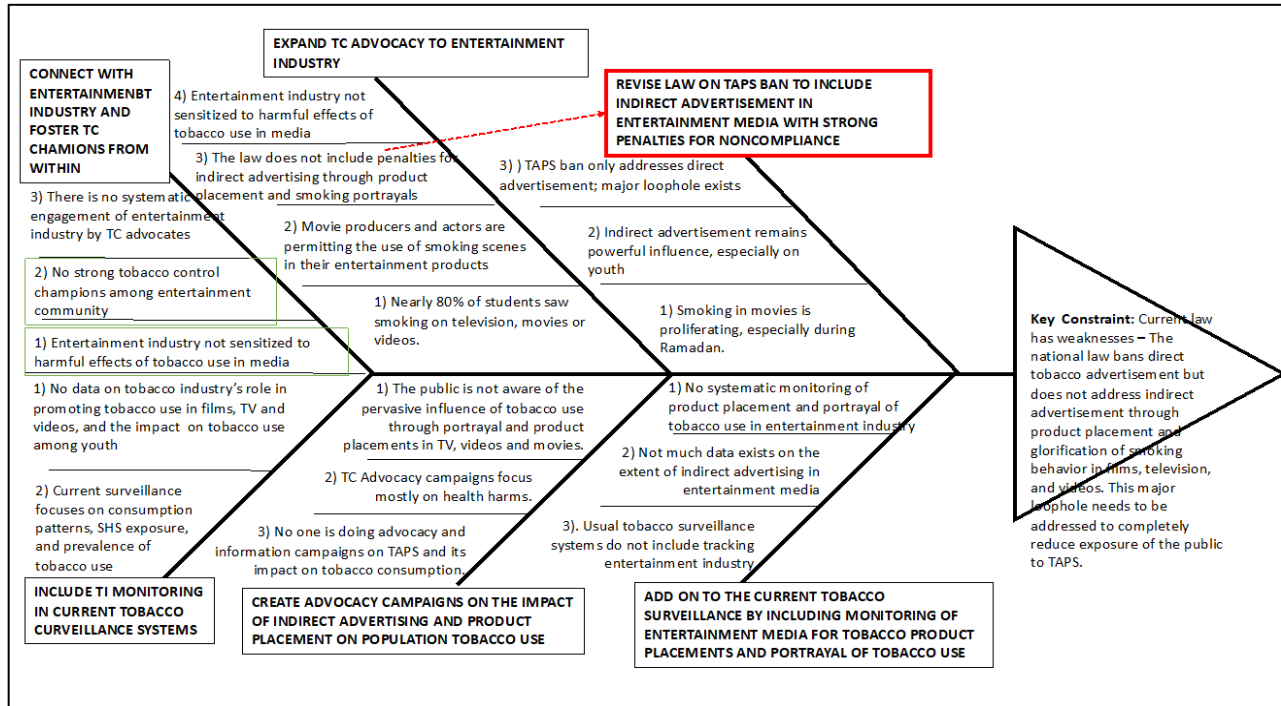 EXPAND TC ADVOCACY TO ENTERTAINMENT
INDUSTRY
CONNECT WITH
ENTERTAINMENBT
INDUSTRY AND
FOSTER TC
CHAMIONS FROM
WITHIN
REVISE LAW ON TAPS BAN TO INCLUDE
INDIRECT ADVERTISEMENT IN
ENTERTAINMENT MEDIA WITH STRONG
PENALTIES FOR NONCOMPLIANCE
3) There is no systematic
engagement of entertainment
industry by TC advocates
2) No strong tobacco control
champions among entertainment
community
1) Entertainment industry not sensitized to
harmful effects of tobacco use in media
4) Entertainment industry not
sensitized to harmful effects of
tobacco use in media
3) The law does not include penalties for
indirect advertising through product
placement and smoking portrayals
2) Movie producers and actors are
permitting the use of smoking scenes
in their entertainment products
1) Nearly 80% of students saw
smoking on television, movies or
videos.
3) ) TAPS ban only addresses direct
advertisement; major loophole exists
2) Indirect advertisement remains
powerful influence, especially on
youth
1) Smoking in movies is
proliferating, especially during
Ramadan.
Key Constraint: Current law
has weaknesses – The
national law bans direct
tobacco advertisement but
does not address indirect
advertisement through
product placement and
glorification of smoking
behavior in films, television,
and videos. This major
loophole needs to be
addressed to completely
reduce exposure of the public
to TAPS.
1) No data on tobacco industry's role in
promoting tobacco use in films, TV and
videos, and the impact on tobacco use
among youth
2) Current surveillance
focuses on consumption
patterns, SHS exposure,
and prevalence of
tobacco use
INCLUDE TI MONITORING
IN CURRENT TOBACCO
CURVEILLANCE SYSTEMS
1) The public is not aware of the
pervasive influence of tobacco use
through portrayal and product
placements in TV, videos and movies.
2) TC Advocacy campaigns focus
mostly on health harms.
3) No one is doing advocacy and
information campaigns on TAPS and its
impact on tobacco consumption.
CREATE ADVOCACY CAMPAIGNS ON THE IMPACT
OF INDIRECT ADVERTISING AND PRODUCT
PLACEMENT ON POPULATION TOBACCO USE
1) No systematic monitoring of
product placement and portrayal of
tobacco use in entertainment industry
2) Not much data exists on the
extent of indirect advertising in
entertainment media
3). Usual tobacco surveillance
systems do not include tracking
entertainment industry
ADD ON TO THE CURRENT TOBACCO
SURVEILLANCE BY INCLUDING MONITORING OF
ENTERTAINMENT MEDIA FOR TOBACCO PRODUCT
PLACEMENTS AND PORTRAYAL OF TOBACCO USE